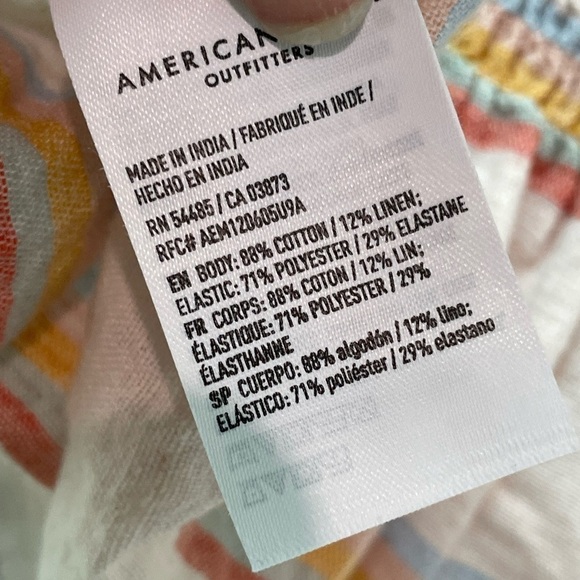 AMERICAN
OUTFITTERS
MADE IN INDIA / FABRIQUÉ EN INDE /
HECHO EN INDIA
RN 54485 / CA 03873
RFC# AEM120605U9A
EN BODY: 88% COTTON / 12% LINEN;
ELASTIC: 71% POLYESTER / 29% ELASTANE
FR CORPS: 88% COTON / 12% LIN;
ÉLASTIQUE: 71% POLYESTER / 29%
ÉLASTHANNE
SP CUERPO: 88% algodón / 12% lino;
ELÁSTICO: 71% poliéster / 29% elastano